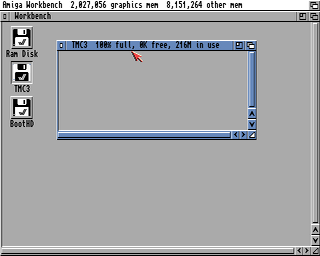 Amiga Workbench 2,027,056 graphics mem 8,151,264 other mem
Workbench
Ram Disk
TMC3 100% full, 0K free, 216M in use
TMC3
BootHD